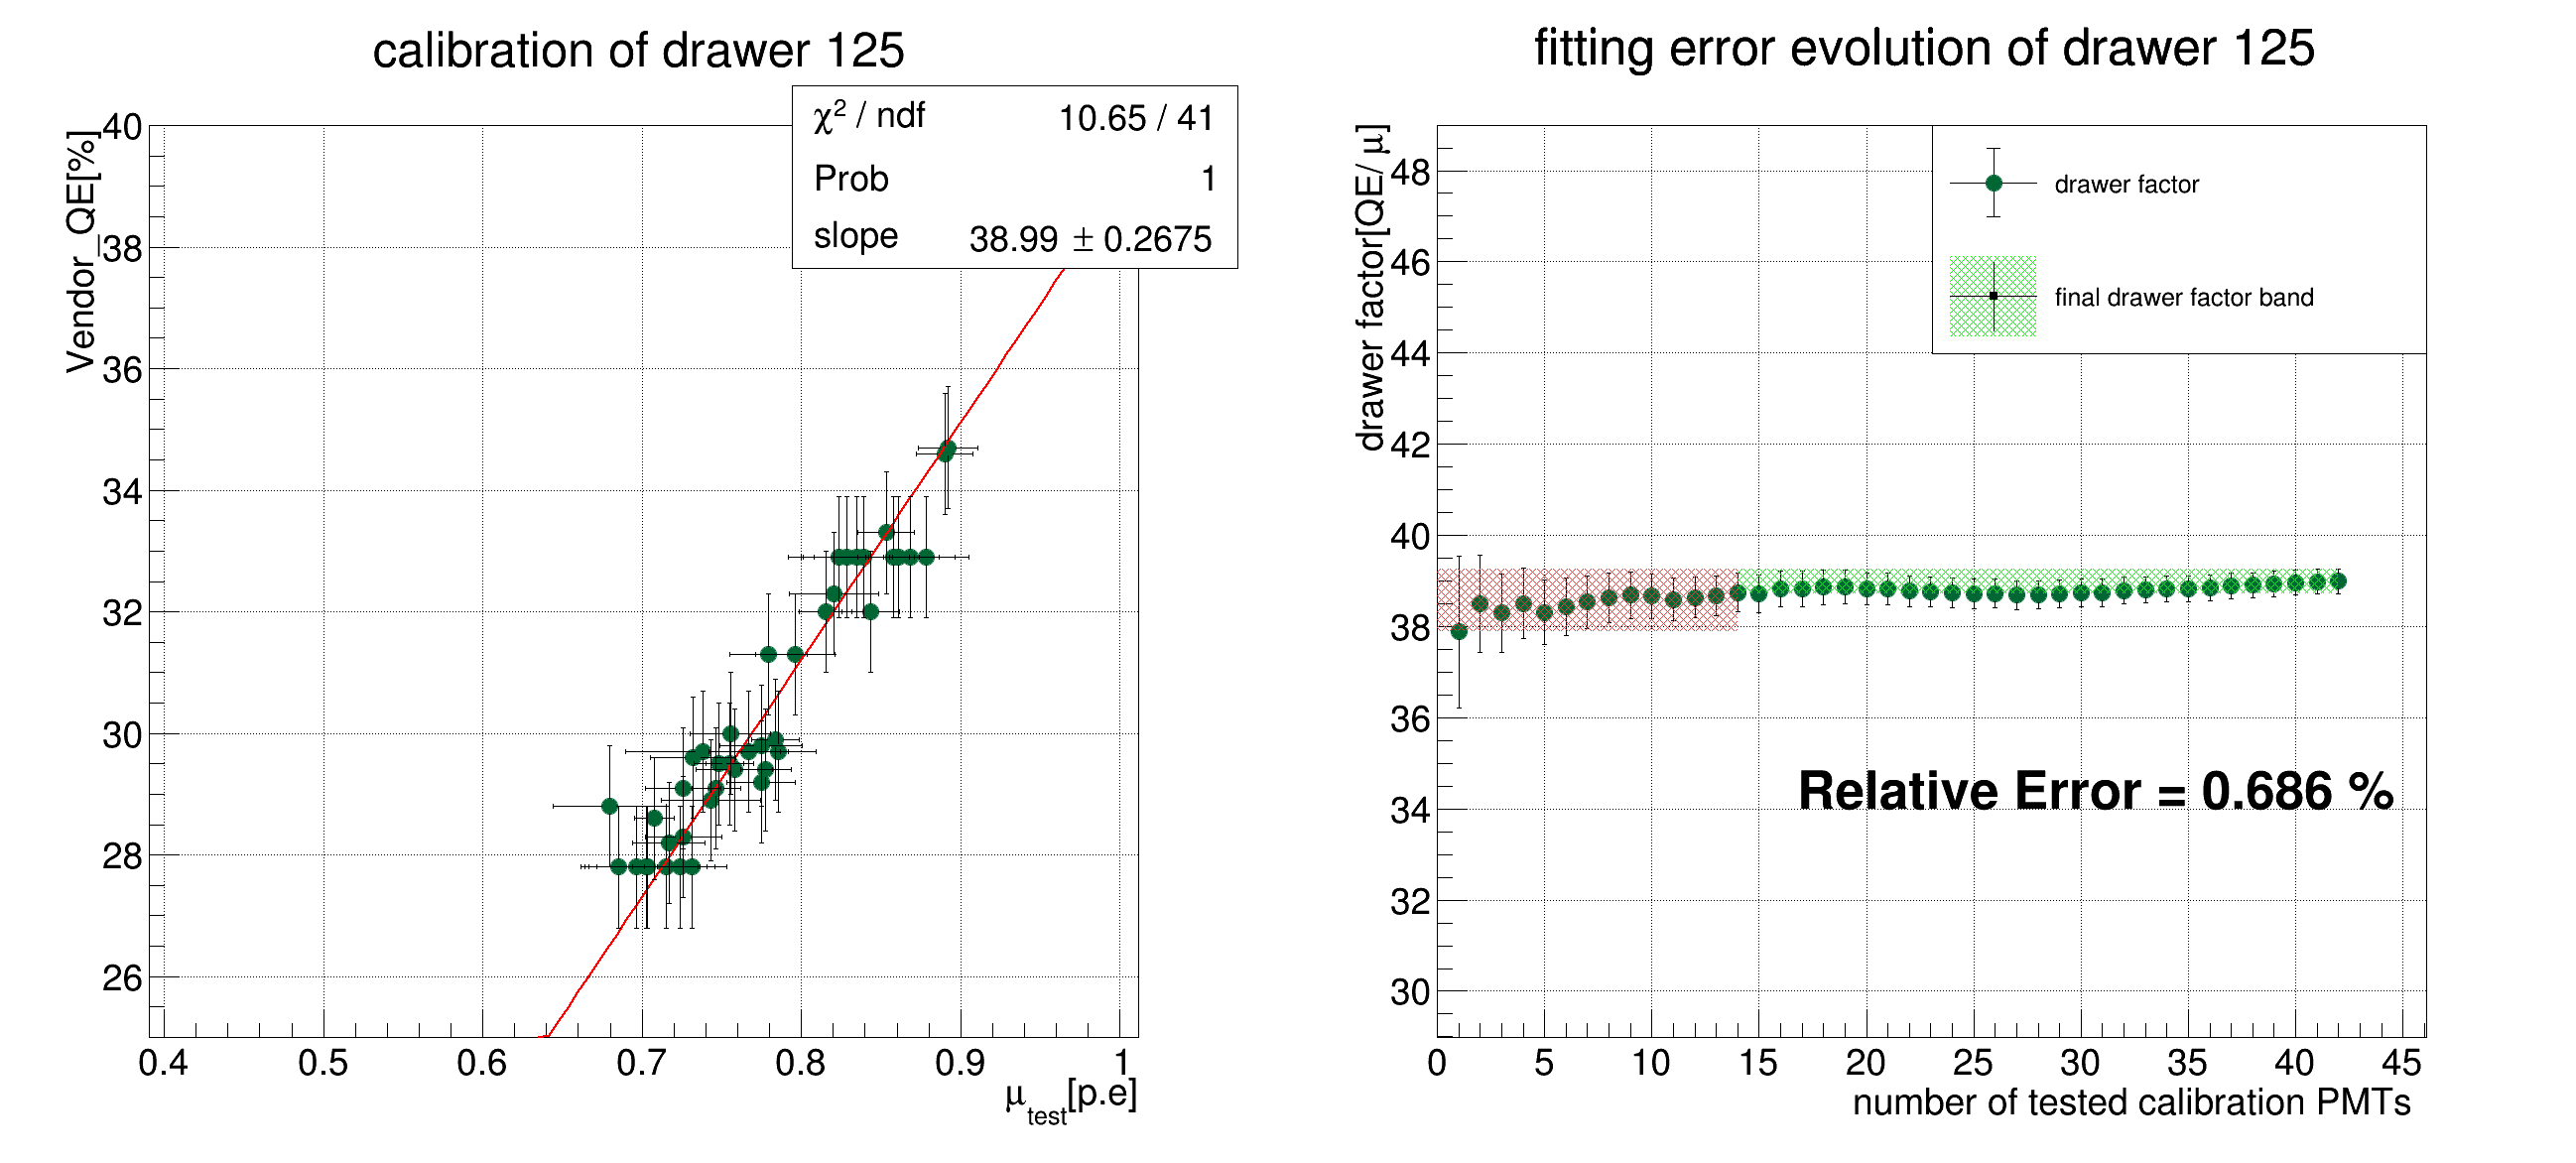 calibration of drawer 125
χ² / ndf 10.65 / 41
Prob 1
slope 38.99 ± 0.2675
Vendor_QE[%]
40
38
36
34
32
30
28
26
0.4 0.5 0.6 0.7 0.8 0.9 1
μtest[p.e]
fitting error evolution of drawer 125
drawer factor[QE/ μ]
drawer factor
final drawer factor band
48
46
44
42
40
38
36
34
32
30
Relative Error = 0.686 %
0 5 10 15 20 25 30 35 40 45
number of tested calibration PMTs